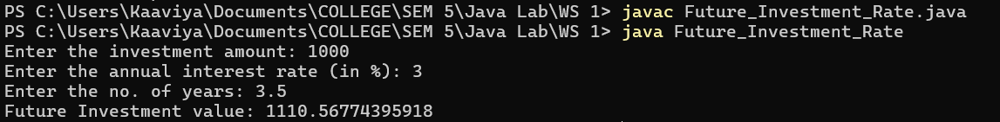 PS C:\Users\Kaaviya\Documents\COLLEGE\SEM 5\Java Lab\WS 1> javac Future_Investment_Rate.java
PS C:\Users\Kaaviya\Documents\COLLEGE\SEM 5\Java Lab\WS 1> java Future_Investment_Rate
Enter the investment amount: 1000
Enter the annual interest rate (in %): 3
Enter the no. of years: 3.5
Future Investment value: 1110.56774395918